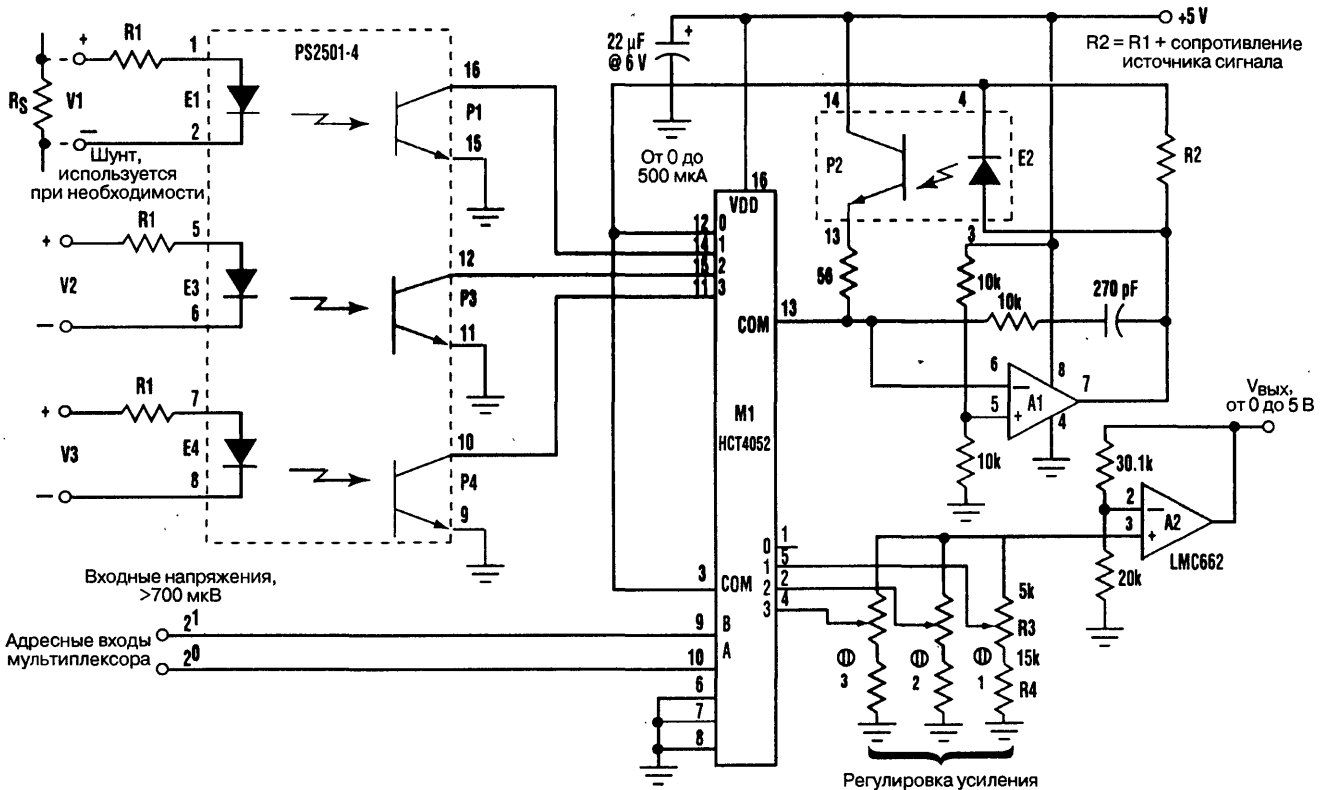 R1
+
1
PS2501-4
16
RS
V1
E1
P1
–
2
15
Шунт,
используется
при необходимости
R1
+
5
12
V2
E3
P3
–
6
11
R1
+
7
10
V3
E4
P4
–
8
9
Входные напряжения,
>700 мкВ
Адресные входы
мультиплексора
2¹
2⁰
22 µF
@ 6 V
+
От 0 до
500 мкА
+5 V
R2 = R1 + сопротивление
источника сигнала
14
4
P2
E2
R2
13
3
56
10k
10k
270 pF
16
VDD
12
0
14
1
15
2
11
3
COM
13
M1
HCT4052
6
–
8
7
5
+
A1
4
10k
VВЫХ,
от 0 до 5 В
30.1k
2
–
3
+
A2
LMC662
20k
0
1
1
5
2
2
3
4
3
COM
9
B
10
A
6
7
8
5k
R3
15k
R4
3
2
1
Регулировка усиления